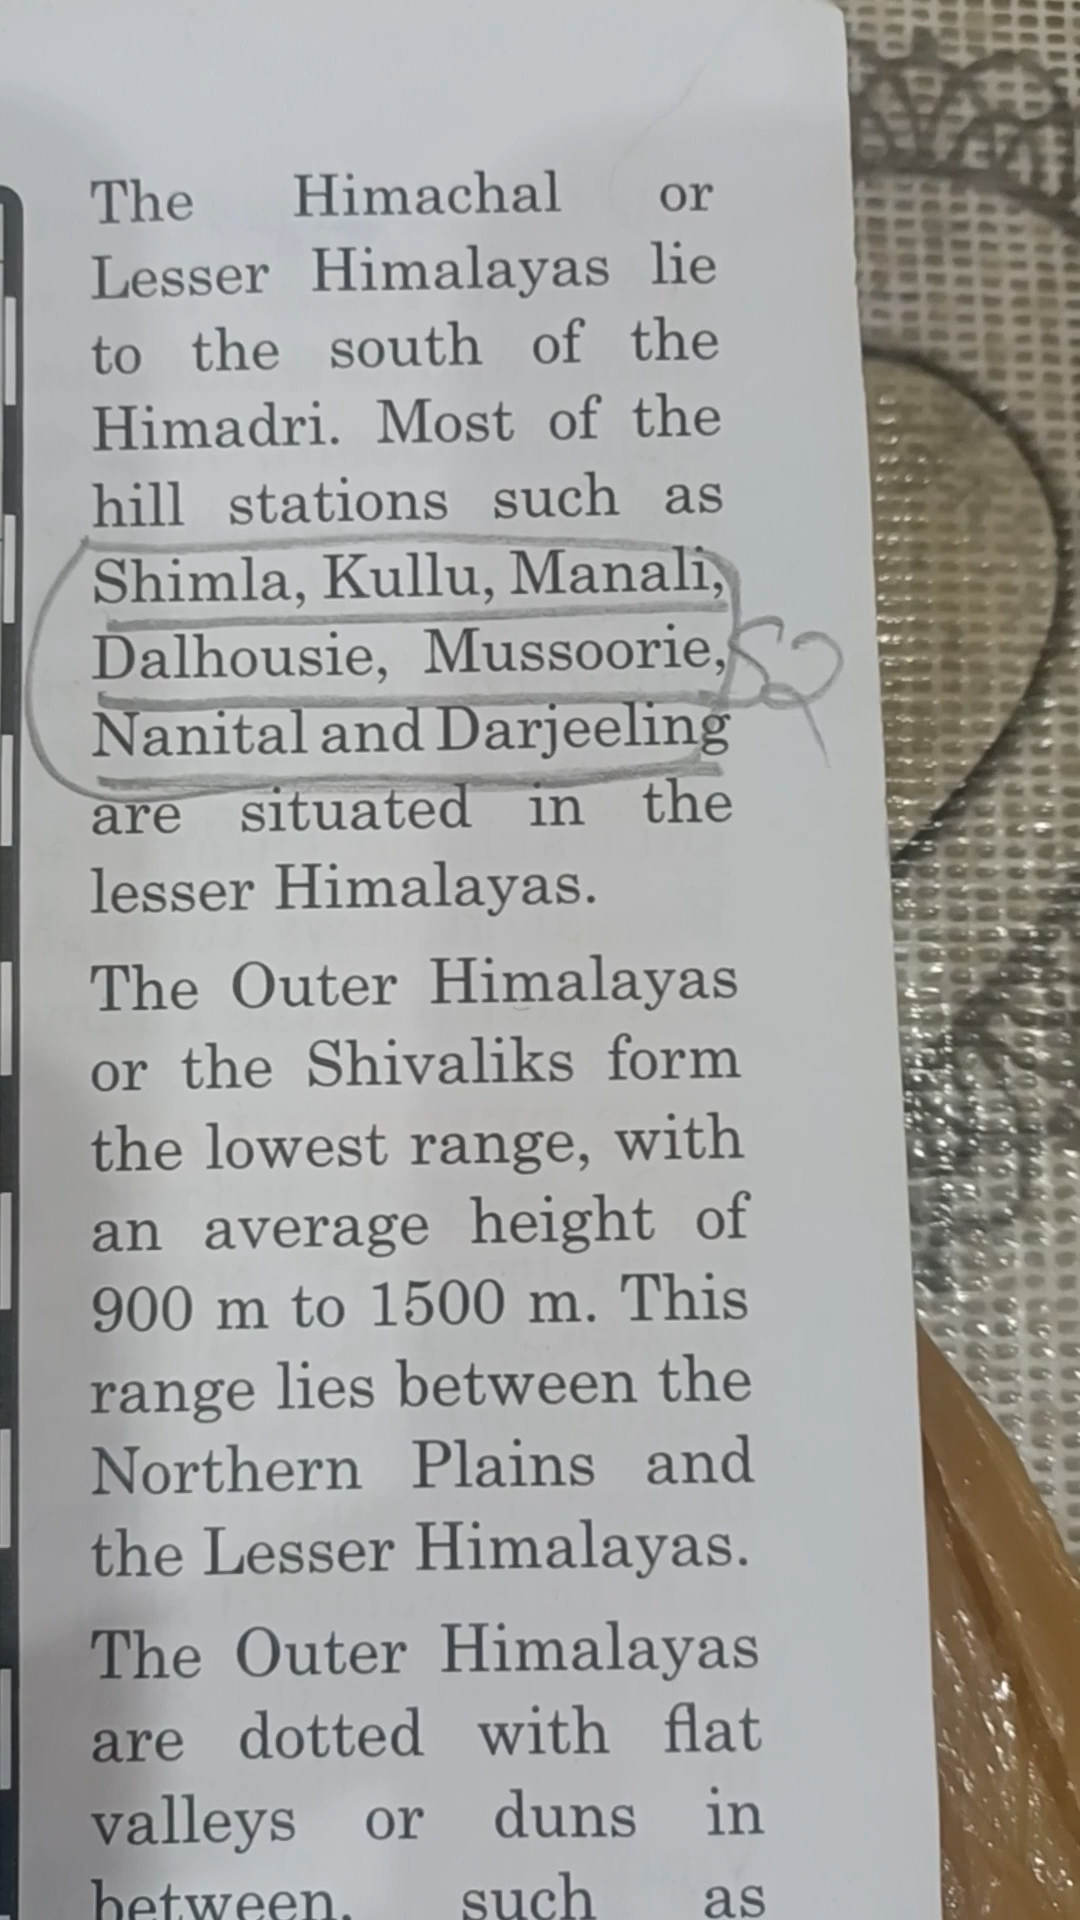 The Himachal or
Lesser Himalayas lie
to the south of the
Himadri. Most of the
hill stations such as
Shimla, Kullu, Manali,
Dalhousie, Mussoorie,
Nanital and Darjeeling
are situated in the
lesser Himalayas.
The Outer Himalayas
or the Shivaliks form
the lowest range, with
an average height of
900 m to 1500 m. This
range lies between the
Northern Plains and
the Lesser Himalayas.
The Outer Himalayas
are dotted with flat
valleys or duns in
between, such as